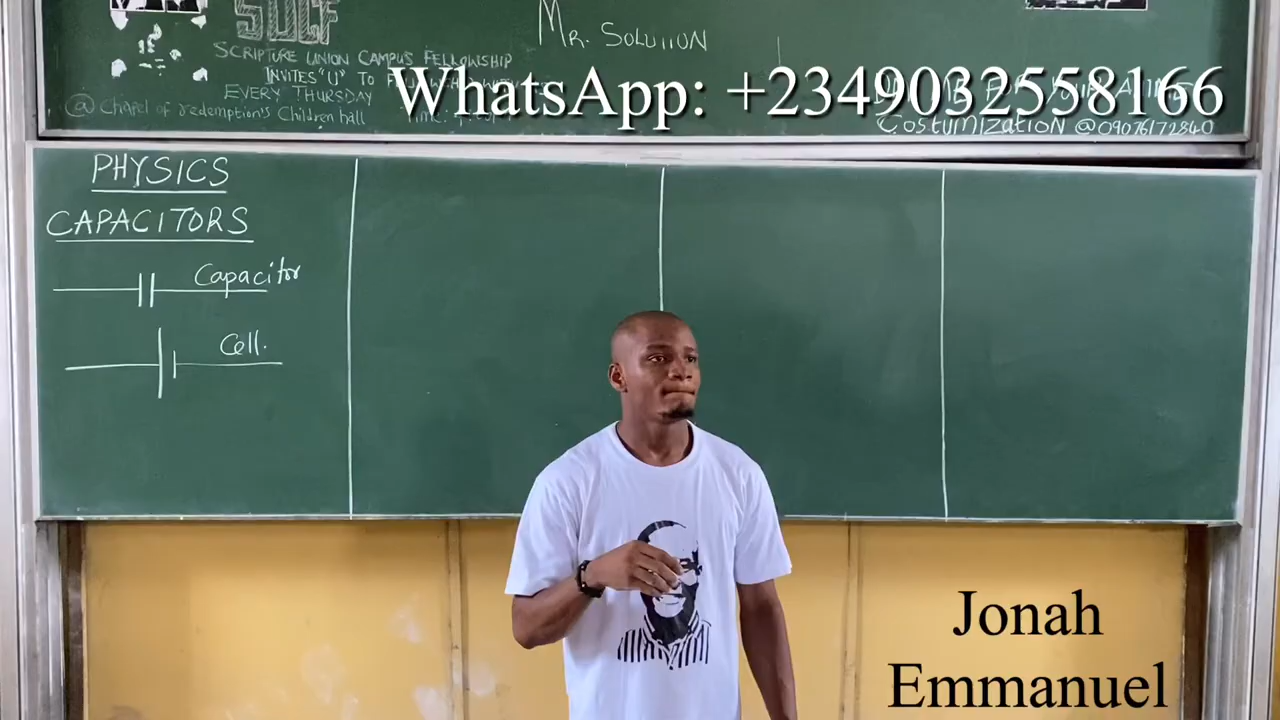 SUCF
MR. SOLUTION
SCRIPTURE UNION CAMPUS FELLOWSHIP
INVITES "U" TO
EVERY THURSDAY
@ Chapel of redemption's Children hall
WhatsApp: +2349032558166
Costumization @09076172840
PHYSICS
CAPACITORS
Capacitor
Cell.
Jonah
Emmanuel